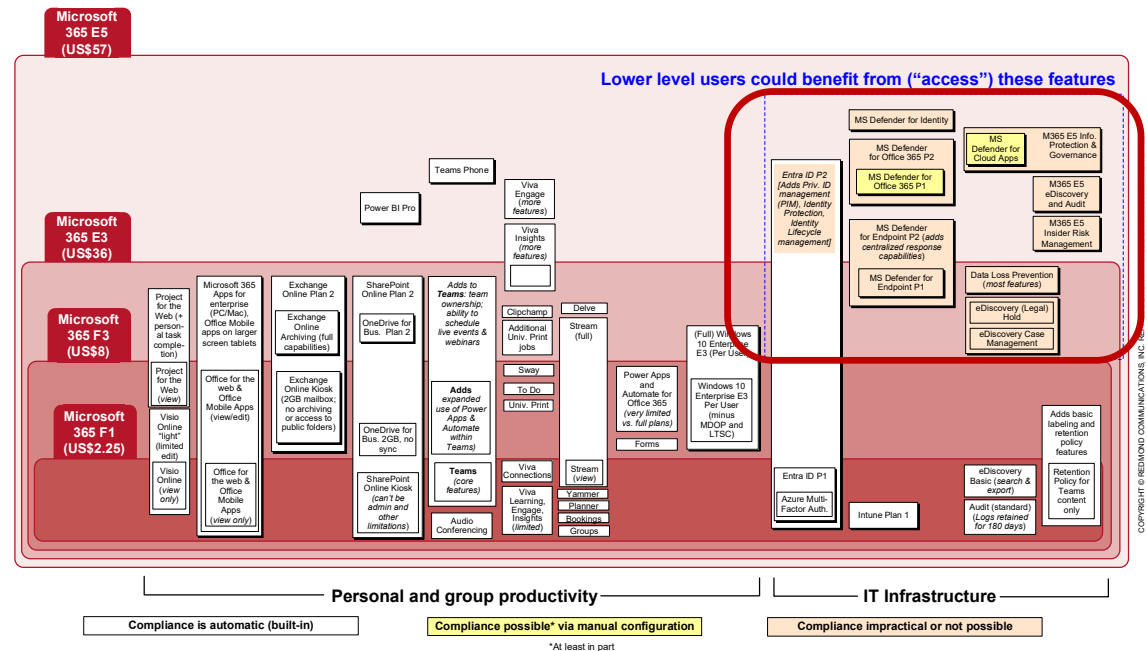 Microsoft
365 E5
(US$57)
Lower level users could benefit from (“access”) these features
MS Defender for Identity
MS Defender
for Office 365 P2
MS Defender for
Office 365 P1
MS
Defender for
Cloud Apps
M365 E5 Info.
Protection &
Governance
M365 E5
eDiscovery
and Audit
M365 E5
Insider Risk
Management
Entra ID P2
[Adds Priv. ID
management
(PIM), Identity
Protection,
Identity
Lifecycle
management]
MS Defender
for Endpoint P2 (adds
centralized response
capabilities)
MS Defender for
Endpoint P1
Teams Phone
Power BI Pro
Viva
Engage
(more
features)
Viva
Insights
(more
features)
Microsoft
365 E3
(US$36)
Project
for the
Web (+
person-
al task
comple-
tion)
Microsoft 365
Apps for
enterprise
(PC/Mac),
Office Mobile
apps on larger
screen tablets
Exchange
Online Plan 2
Exchange
Online
Archiving (full
capabilities)
SharePoint
Online Plan 2
OneDrive for
Bus. Plan 2
Adds to
Teams: team
ownership;
ability to
schedule
live events &
webinars
Clipchamp
Additional
Univ. Print
jobs
Delve
Stream
(full)
(Full) Windows
10 Enterprise
E3 (Per User)
Data Loss Prevention
(most features)
eDiscovery (Legal)
Hold
eDiscovery Case
Management
Microsoft
365 F3
(US$8)
Project
for the
Web
(view)
Visio
Online
“light”
(limited
edit)
Office for the
web & Office
Mobile Apps
(view/edit)
Exchange
Online Kiosk
(2GB mailbox;
no archiving
or access to
public folders)
OneDrive for
Bus. 2GB, no
sync
Adds
expanded
use of Power
Apps &
Automate
within
Teams)
Sway
To Do
Univ. Print
Power Apps
and
Automate for
Office 365
(very limited
vs. full plans)
Forms
Windows 10
Enterprise E3
Per User
(minus
MDOP and
LTSC)
Adds basic
labeling and
retention
policy
features
Microsoft
365 F1
(US$2.25)
Visio
Online
(view
only)
Office for
the web &
Office
Mobile
Apps
(view only)
SharePoint
Online Kiosk
(can’t be
admin and
other
limitations)
Teams
(core
features)
Audio
Conferencing
Viva
Connections
Viva
Learning,
Engage,
Insights
(limited)
Stream
(view)
Yammer
Planner
Bookings
Groups
Entra ID P1
Azure Multi-
Factor Auth.
Intune Plan 1
eDiscovery
Basic (search &
export)
Audit (standard)
(Logs retained
for 180 days)
Retention
Policy for
Teams
content
only
COPYRIGHT © REDMOND COMMUNICATIONS, INC.
Personal and group productivity
IT Infrastructure
Compliance is automatic (built-in)
Compliance possible* via manual configuration
Compliance impractical or not possible
*At least in part